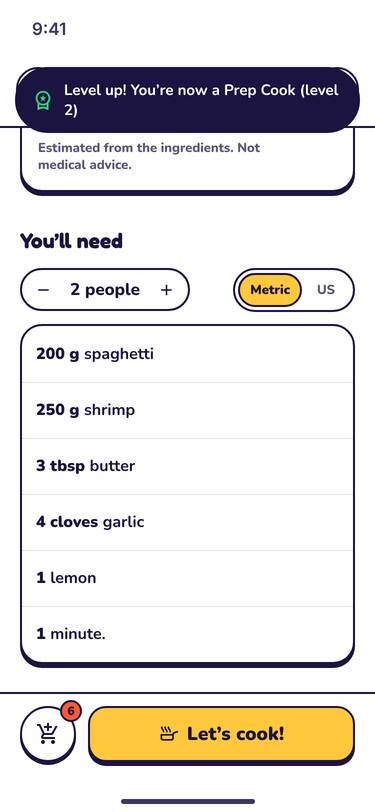 9:41
Level up! You’re now a Prep Cook (level
2)
Estimated from the ingredients. Not
medical advice.
You’ll need
− 2 people +
Metric US
200 g spaghetti
250 g shrimp
3 tbsp butter
4 cloves garlic
1 lemon
1 minute.
6
Let’s cook!